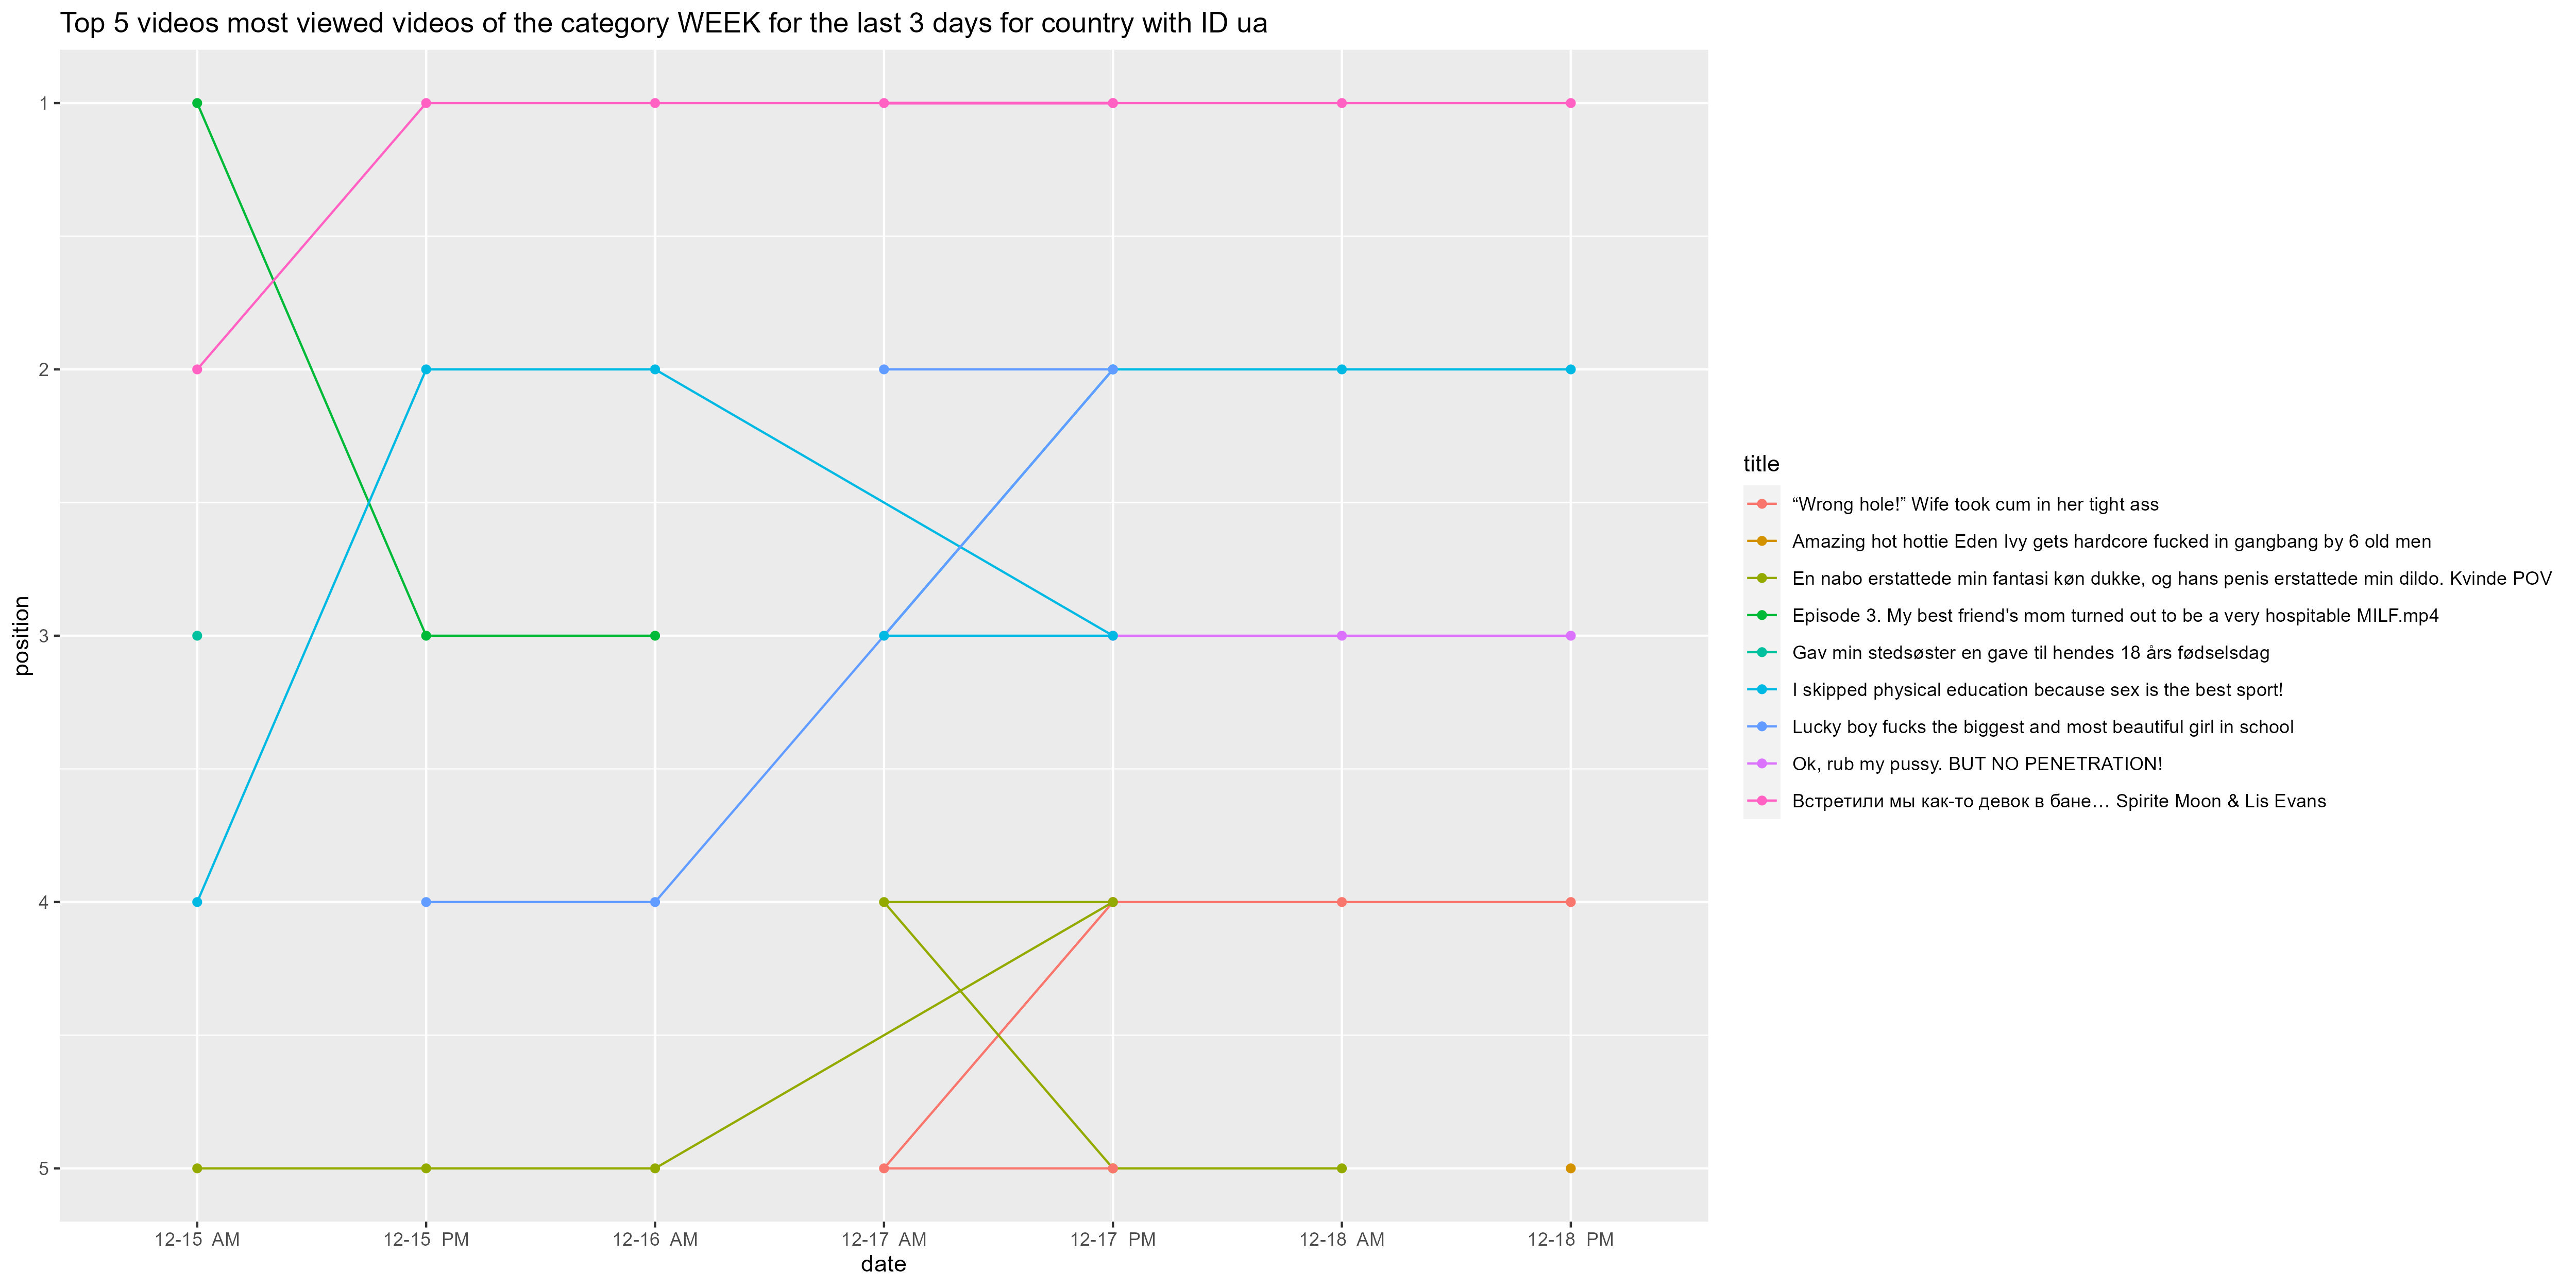 Top 5 videos most viewed videos of the category WEEK for the last 3 days for country with ID ua
position
1
2
3
4
5
12-15 AM
12-15 PM
12-16 AM
12-17 AM
12-17 PM
12-18 AM
12-18 PM
date
title
“Wrong hole!” Wife took cum in her tight ass
Amazing hot hottie Eden Ivy gets hardcore fucked in gangbang by 6 old men
En nabo erstattede min fantasi køn dukke, og hans penis erstattede min dildo. Kvinde POV
Episode 3. My best friend's mom turned out to be a very hospitable MILF.mp4
Gav min stedsøster en gave til hendes 18 års fødselsdag
I skipped physical education because sex is the best sport!
Lucky boy fucks the biggest and most beautiful girl in school
Ok, rub my pussy. BUT NO PENETRATION!
Встретили мы как-то девок в бане… Spirite Moon & Lis Evans